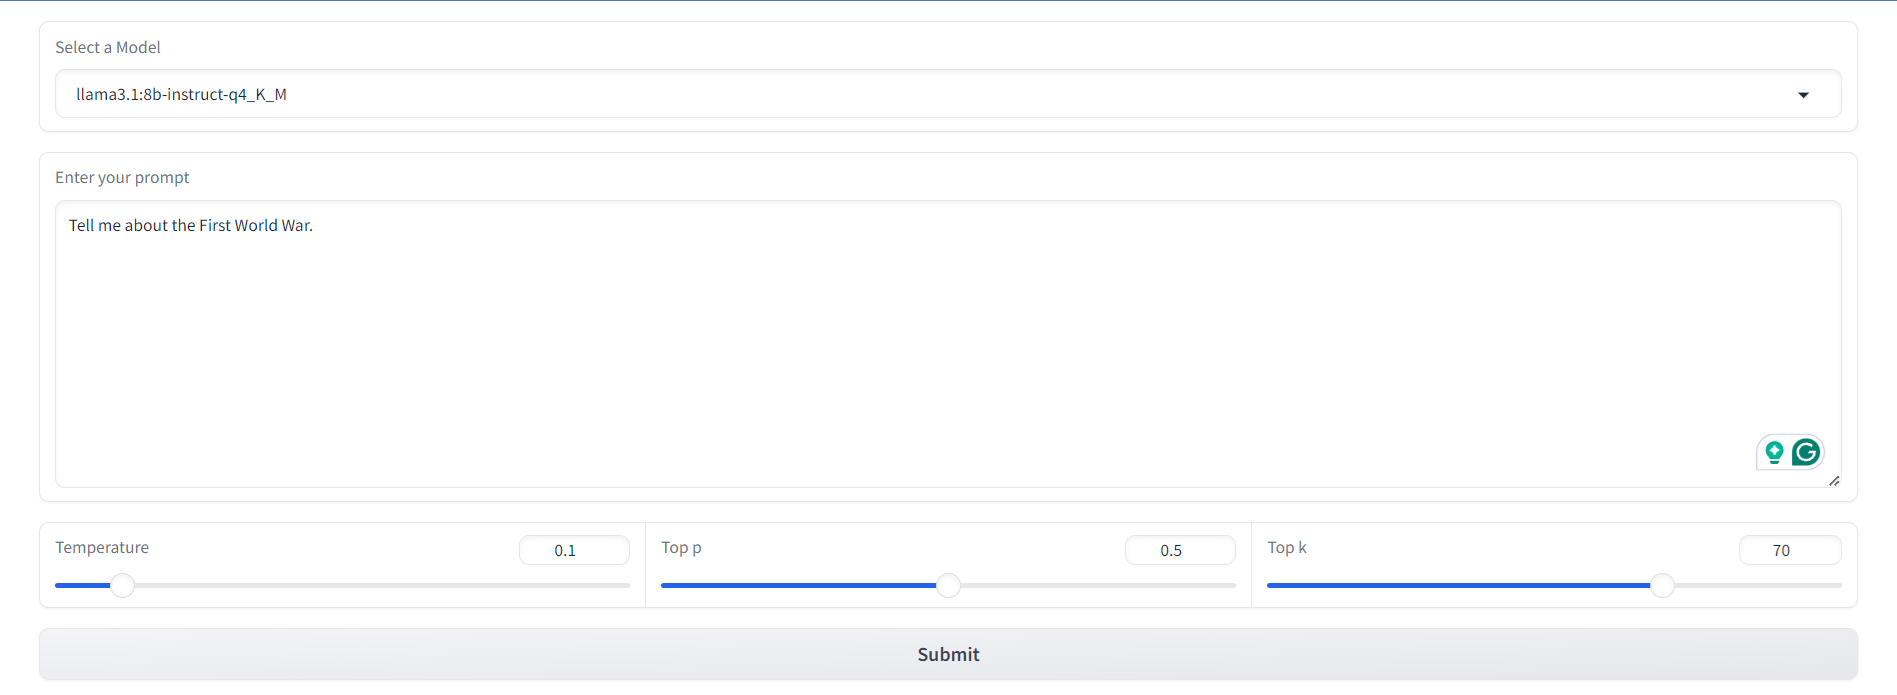 Select a Model
llama3.1:8b-instruct-q4_K_M
Enter your prompt
Tell me about the First World War.
Temperature
0.1
Top p
0.5
Top k
70
Submit